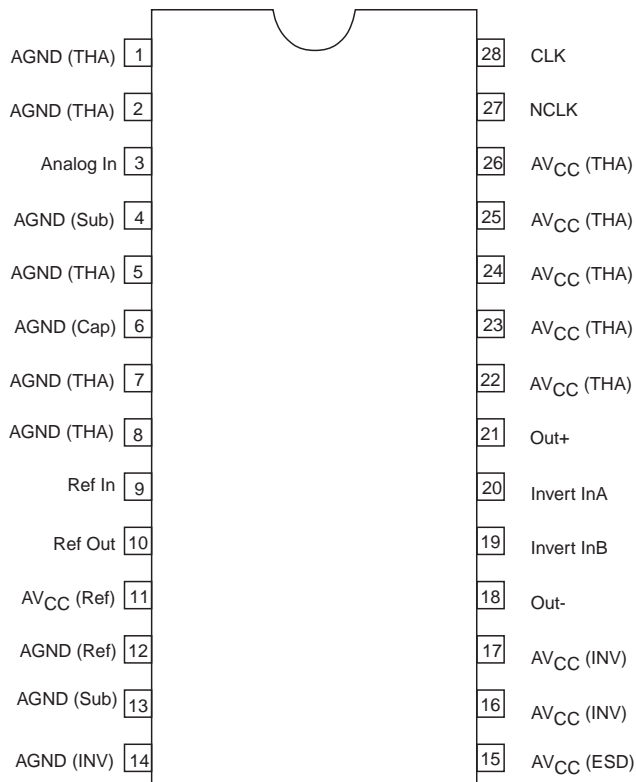 AGND (THA) 1 28 CLK
AGND (THA) 2 27 NCLK
Analog In 3 26 AVCC (THA)
AGND (Sub) 4 25 AVCC (THA)
AGND (THA) 5 24 AVCC (THA)
AGND (Cap) 6 23 AVCC (THA)
AGND (THA) 7 22 AVCC (THA)
AGND (THA) 8 21 Out+
Ref In 9 20 Invert InA
Ref Out 10 19 Invert InB
AVCC (Ref) 11 18 Out-
AGND (Ref) 12 17 AVCC (INV)
AGND (Sub) 13 16 AVCC (INV)
AGND (INV) 14 15 AVCC (ESD)